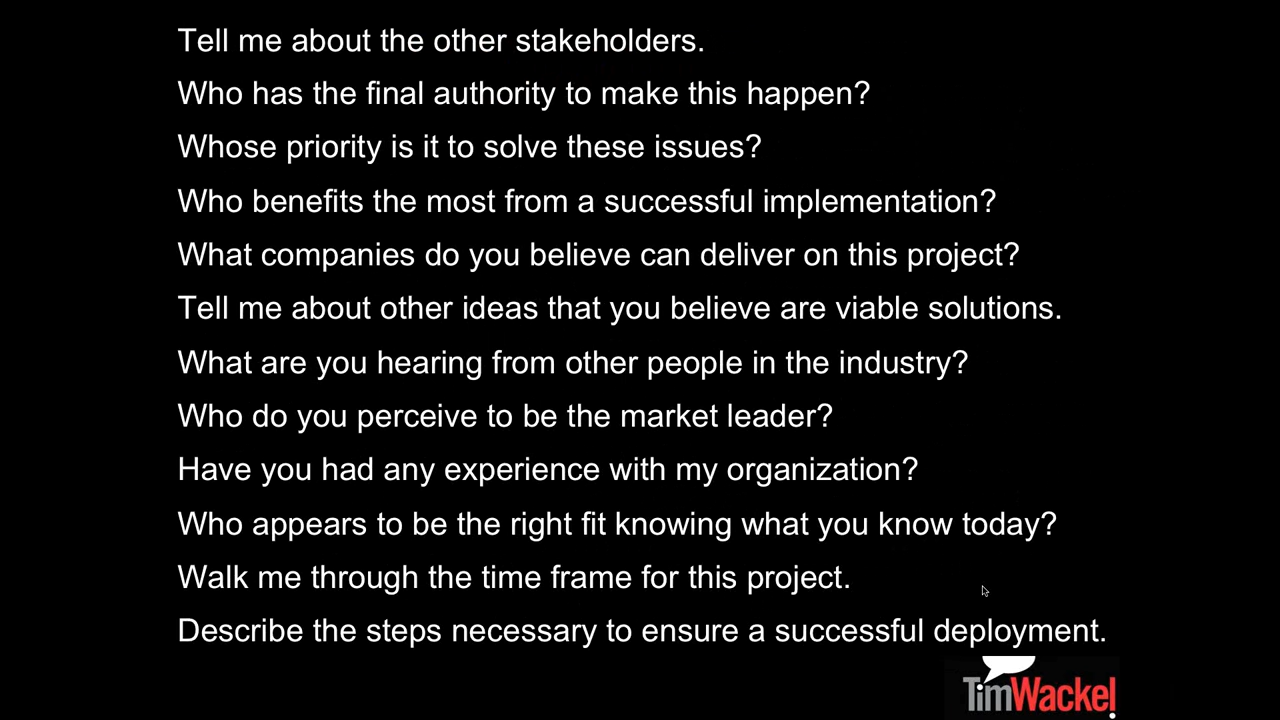 Tell me about the other stakeholders.
Who has the final authority to make this happen?
Whose priority is it to solve these issues?
Who benefits the most from a successful implementation?
What companies do you believe can deliver on this project?
Tell me about other ideas that you believe are viable solutions.
What are you hearing from other people in the industry?
Who do you perceive to be the market leader?
Have you had any experience with my organization?
Who appears to be the right fit knowing what you know today?
Walk me through the time frame for this project.
Describe the steps necessary to ensure a successful deployment.
TimWackel